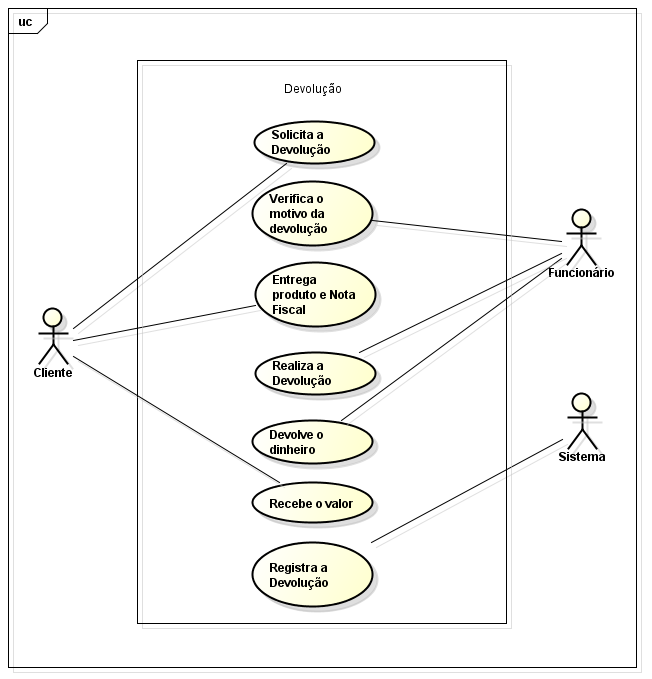 uc
Devolução
Solicita a
Devolução
Verifica o
motivo da
devolução
Funcionário
Entrega
produto e Nota
Fiscal
Cliente
Realiza a
Devolução
Devolve o
dinheiro
Sistema
Recebe o valor
Registra a
Devolução